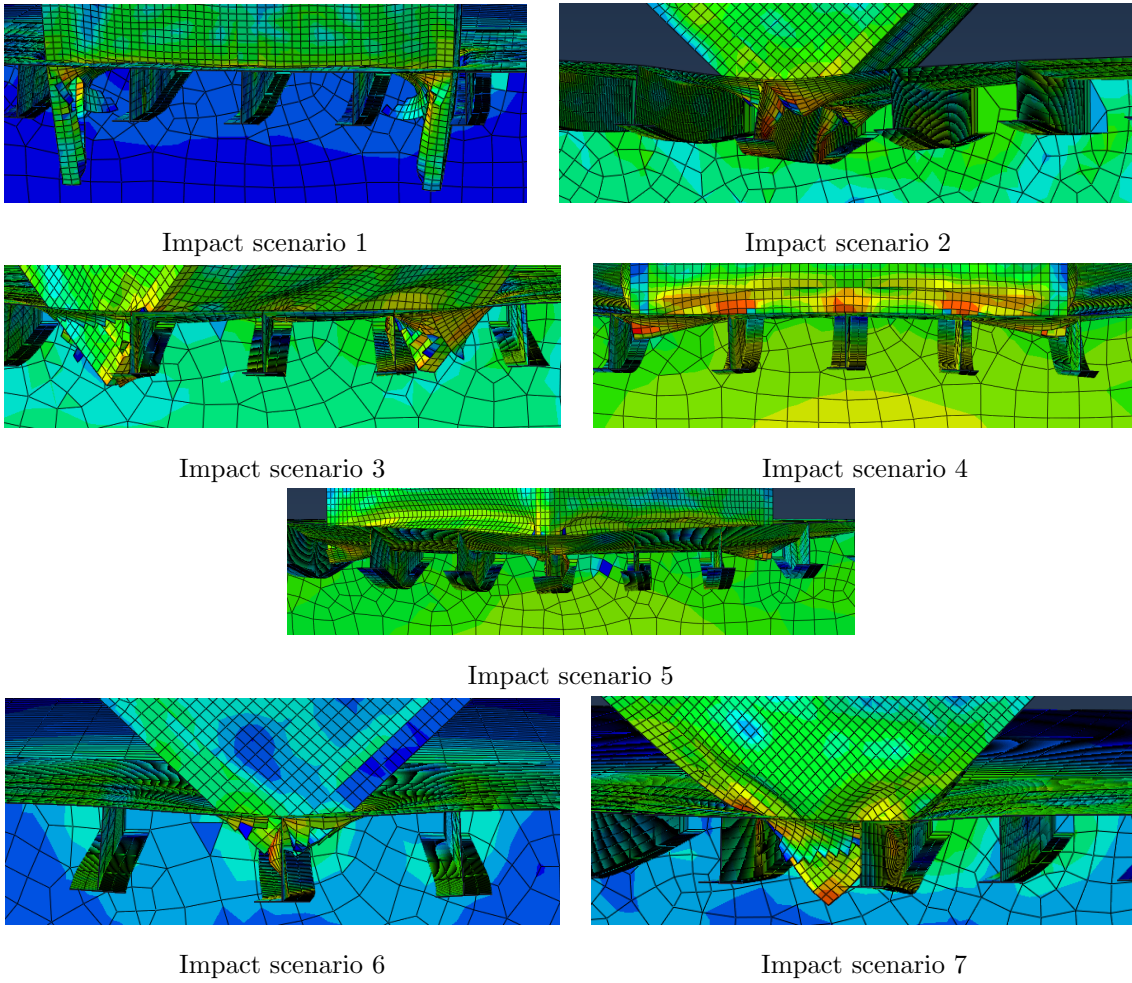 Impact scenario 1
Impact scenario 2
Impact scenario 3
Impact scenario 4
Impact scenario 5
Impact scenario 6
Impact scenario 7